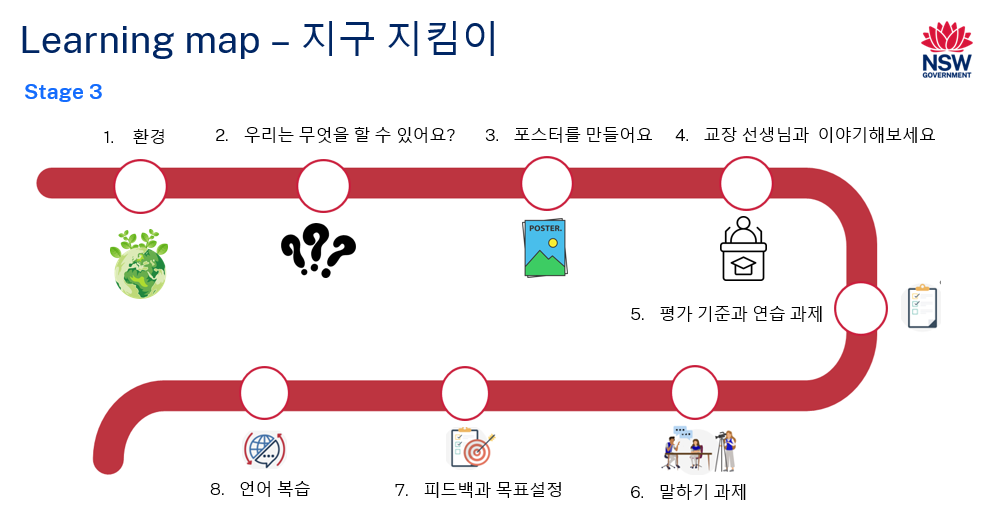 Learning map – 지구 지킴이
NSW
GOVERNMENT
Stage 3
1. 환경
2. 우리는 무엇을 할 수 있어요?
3. 포스터를 만들어요
4. 교장 선생님과 이야기해보세요
POSTER.
5. 평가 기준과 연습 과제
8. 언어 복습
7. 피드백과 목표설정
6. 말하기 과제